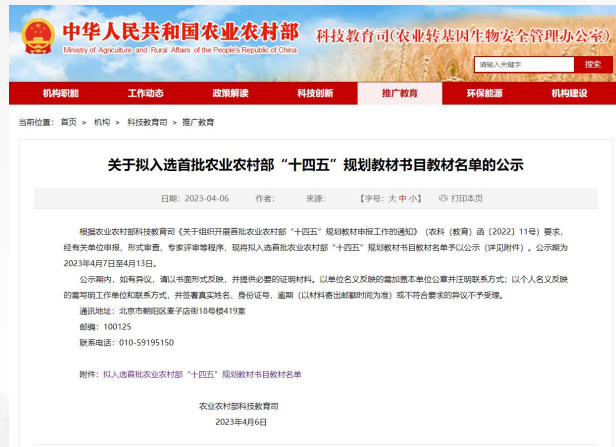 中华人民共和国农业农村部
Ministry of Agriculture and Rural Affairs of the People's Republic of China
科技教育司(农业转基因生物安全管理办公室)
请输入关键字 搜索
机构职能 工作动态 政策解读 科技创新 推广教育 环保能源 机构建设
当前位置: 首页 > 机构 > 科技教育司 > 推广教育
关于拟入选首批农业农村部“十四五”规划教材书目教材名单的公示
日期: 2023-04-06 作者: 来源: 【字号: 大 中 小】 打印本页
根据农业农村部科技教育司《关于组织开展首批农业农村部“十四五”规划教材申报工作的通知》(农科(教育)函〔2022〕11号)要求,
经有关单位申报、形式审查、专家评审等程序, 现将拟入选首批农业农村部“十四五”规划教材书目教材名单予以公示(详见附件)。公示期为
2023年4月7日至4月13日。
公示期内, 如有异议, 请以书面形式反映, 并提供必要的证明材料。以单位名义反映的需加盖本单位公章并注明联系方式; 以个人名义反映
的需写明工作单位和联系方式, 并签署真实姓名、身份证号, 逾期(以材料寄出邮戳时间为准)或不符合要求的异议不予受理。
通讯地址: 北京市朝阳区麦子店街18号楼419室
邮编: 100125
联系电话: 010-59195150
附件: 拟入选首批农业农村部“十四五”规划教材书目教材名单
农业农村部科技教育司
2023年4月6日